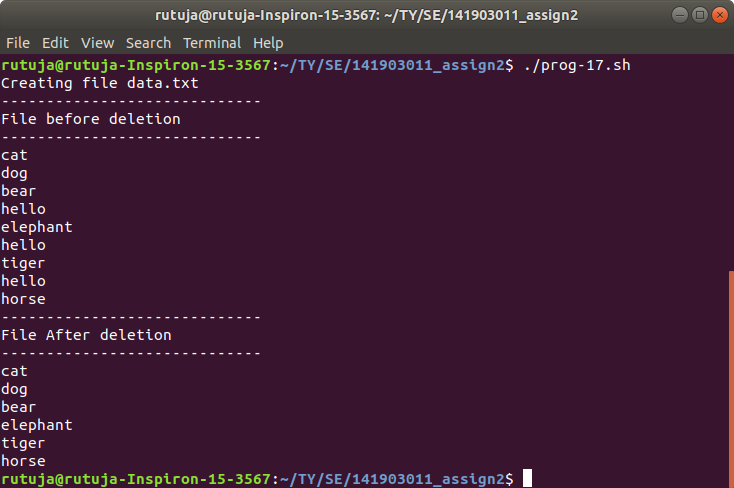 rutuja@rutuja-Inspiron-15-3567: ~/TY/SE/141903011_assign2
File Edit View Search Terminal Help
rutuja@rutuja-Inspiron-15-3567:~/TY/SE/141903011_assign2$ ./prog-17.sh
Creating file data.txt
-----------------------------
File before deletion
-----------------------------
cat
dog
bear
hello
elephant
hello
tiger
hello
horse
-----------------------------
File After deletion
-----------------------------
cat
dog
bear
elephant
tiger
horse
rutuja@rutuja-Inspiron-15-3567:~/TY/SE/141903011_assign2$